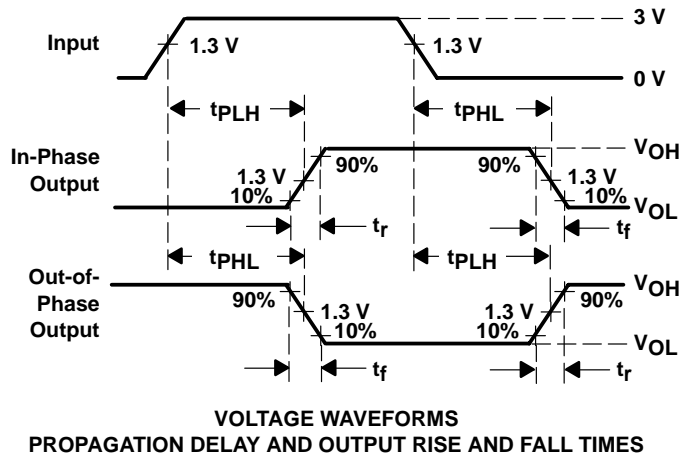 3 V
Input
1.3 V
1.3 V
0 V
tPLH
tPHL
In-Phase
Output
90%
90%
VOH
1.3 V
1.3 V
10%
10%
VOL
tr
tf
tPHL
tPLH
Out-of-
Phase
Output
90%
90%
VOH
1.3 V
1.3 V
10%
10%
VOL
tf
tr
VOLTAGE WAVEFORMS
PROPAGATION DELAY AND OUTPUT RISE AND FALL TIMES